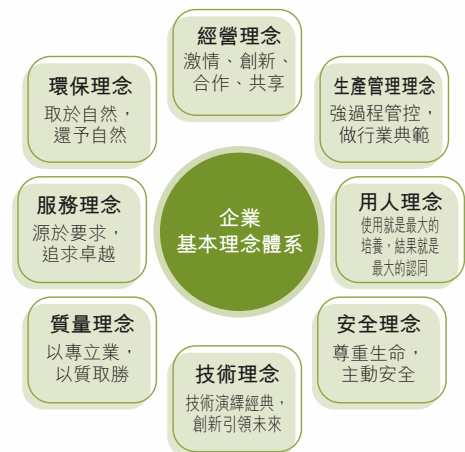 經營理念
激情、創新、
合作、共享
環保理念
取於自然，
還予自然
生產管理理念
強過程管控，
做行業典範
服務理念
源於要求，
追求卓越
企業
基本理念體系
用人理念
使用就是最大的
培養，結果就是
最大的認同
質量理念
以專立業，
以質取勝
安全理念
尊重生命，
主動安全
技術理念
技術演繹經典，
創新引領未來